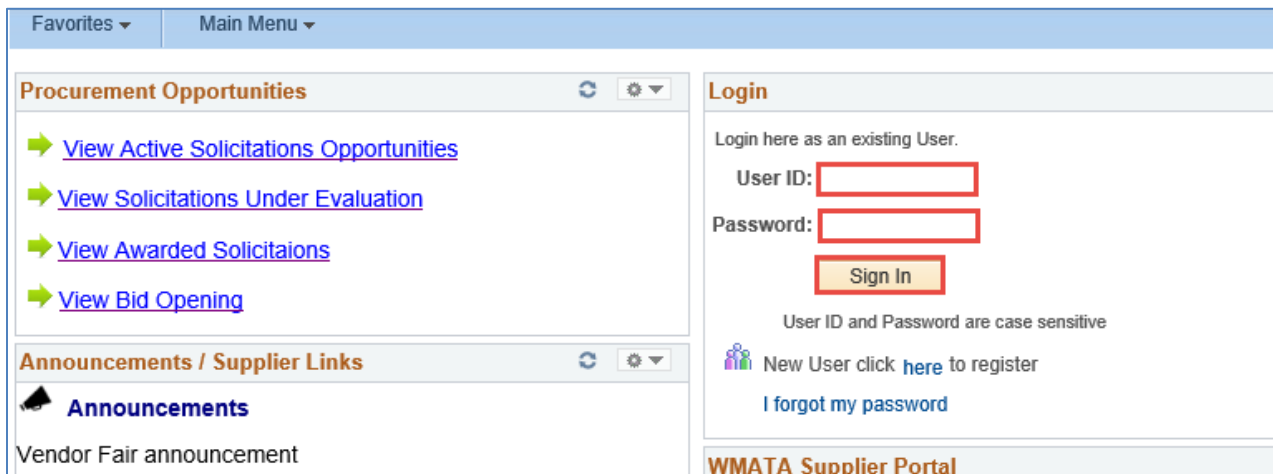 Favorites
Main Menu
Procurement Opportunities
View Active Solicitations Opportunities
View Solicitations Under Evaluation
View Awarded Solicitaions
View Bid Opening
Announcements / Supplier Links
Announcements
Vendor Fair announcement
Login
Login here as an existing User.
User ID:
Password:
Sign In
User ID and Password are case sensitive
New User click here to register
I forgot my password
WMATA Supplier Portal